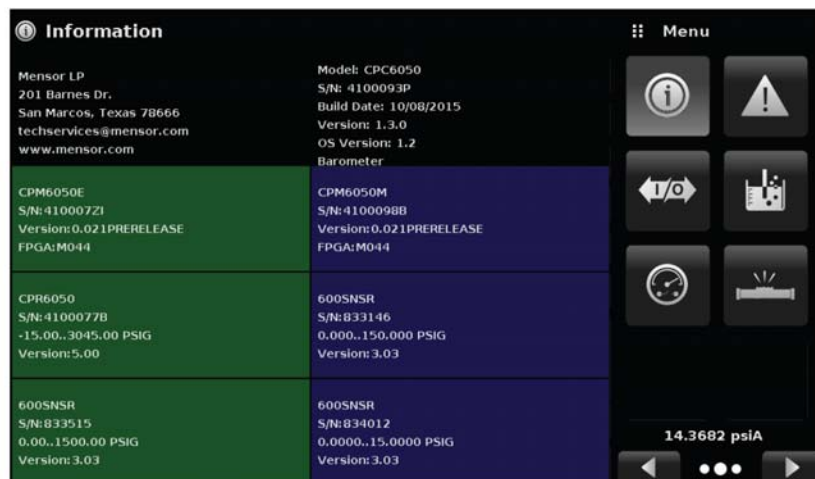 Information
Mensor LP
201 Barnes Dr.
San Marcos, Texas 78666
techservices@mensor.com
www.mensor.com
Model: CPC6050
S/N: 4100093P
Build Date: 10/08/2015
Version: 1.3.0
OS Version: 1.2
Barometer
CPM6050E
S/N:410007ZI
Version:0.021PRERELEASE
FPGA:M044
CPM6050M
S/N:4100098B
Version:0.021PRERELEASE
FPGA:M044
CPR6050
S/N:4100077B
-15.00..3045.00 PSIG
Version:5.00
600SNSR
S/N:833146
0.000..150.000 PSIG
Version:3.03
600SNSR
S/N:833515
0.00..1500.00 PSIG
Version:3.03
600SNSR
S/N:834012
0.0000..15.0000 PSIG
Version:3.03
Menu
I/O
14.3682 psiA